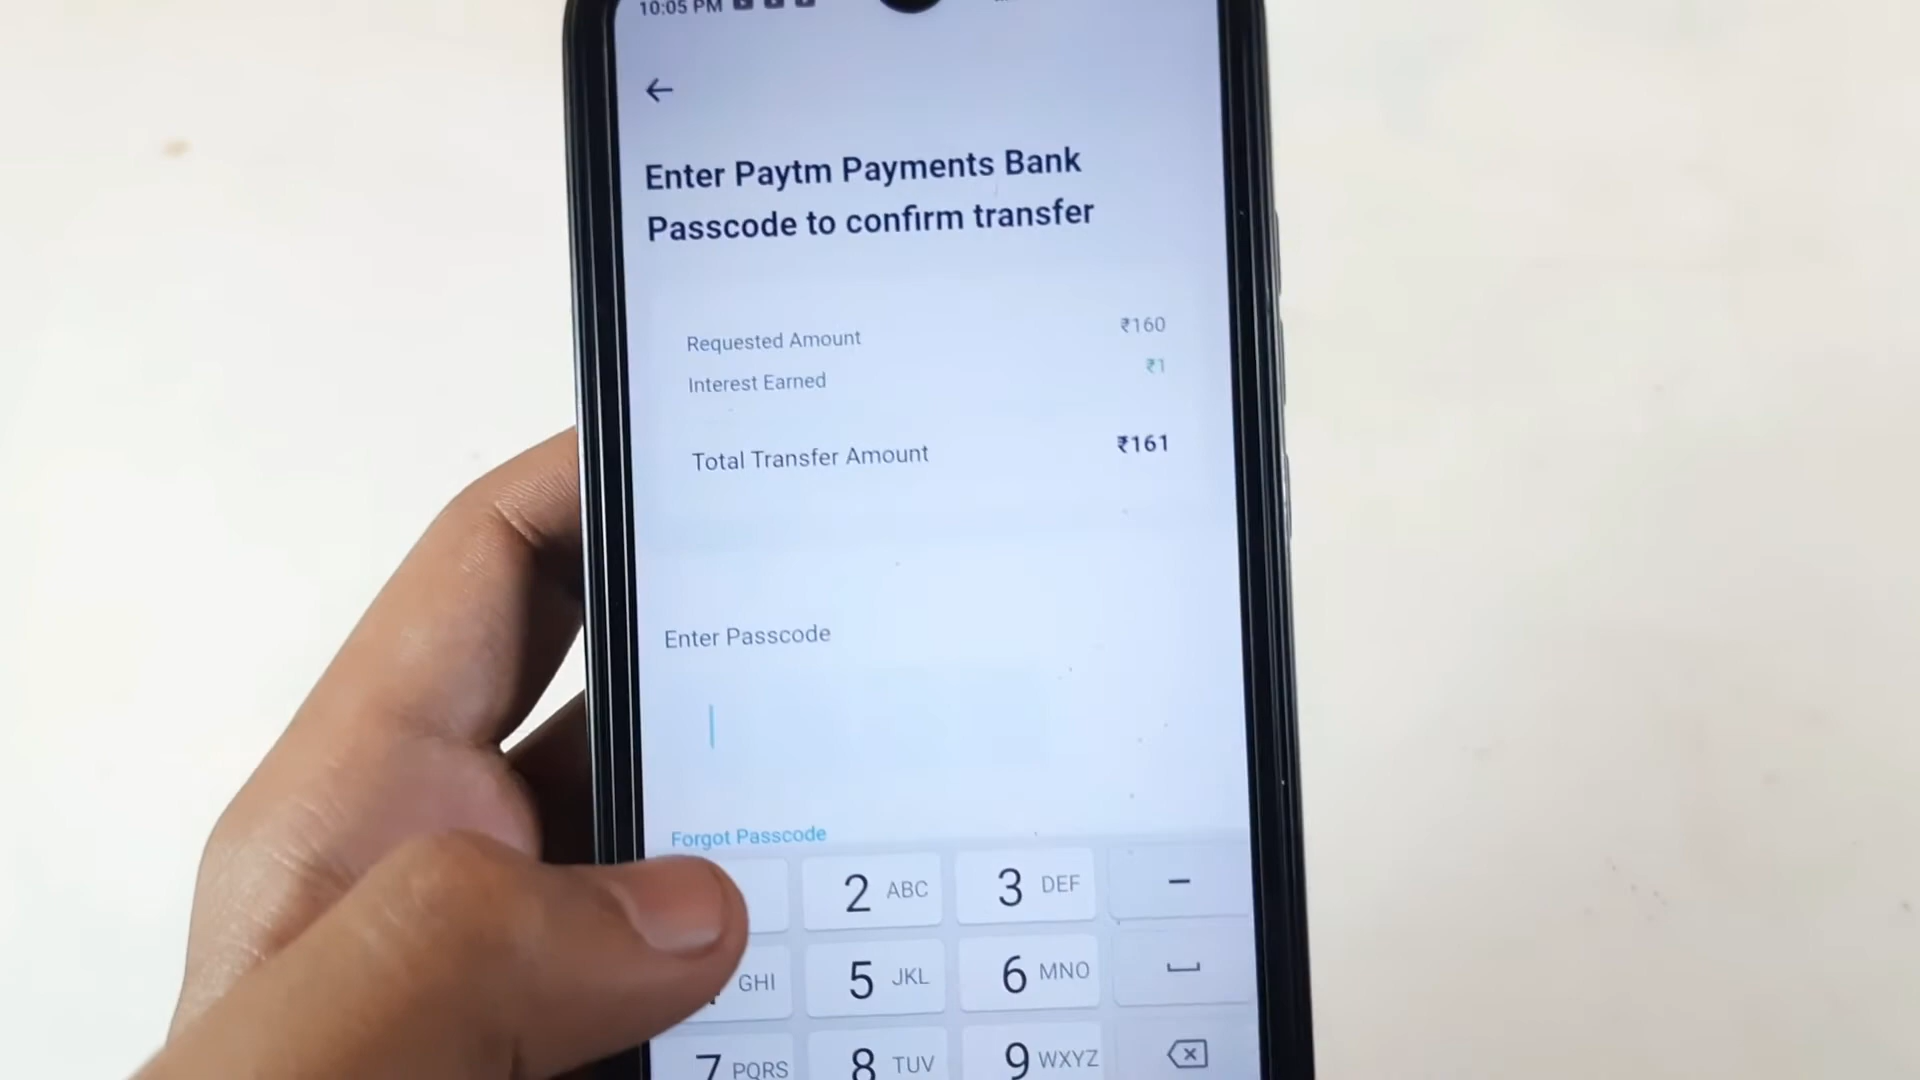 10:05 PM
Enter Paytm Payments Bank
Passcode to confirm transfer
Requested Amount ₹160
Interest Earned ₹1
Total Transfer Amount ₹161
Enter Passcode
Forgot Passcode
2 ABC 3 DEF -
GHI 5 JKL 6 MNO
7 PQRS 8 TUV 9 WXYZ